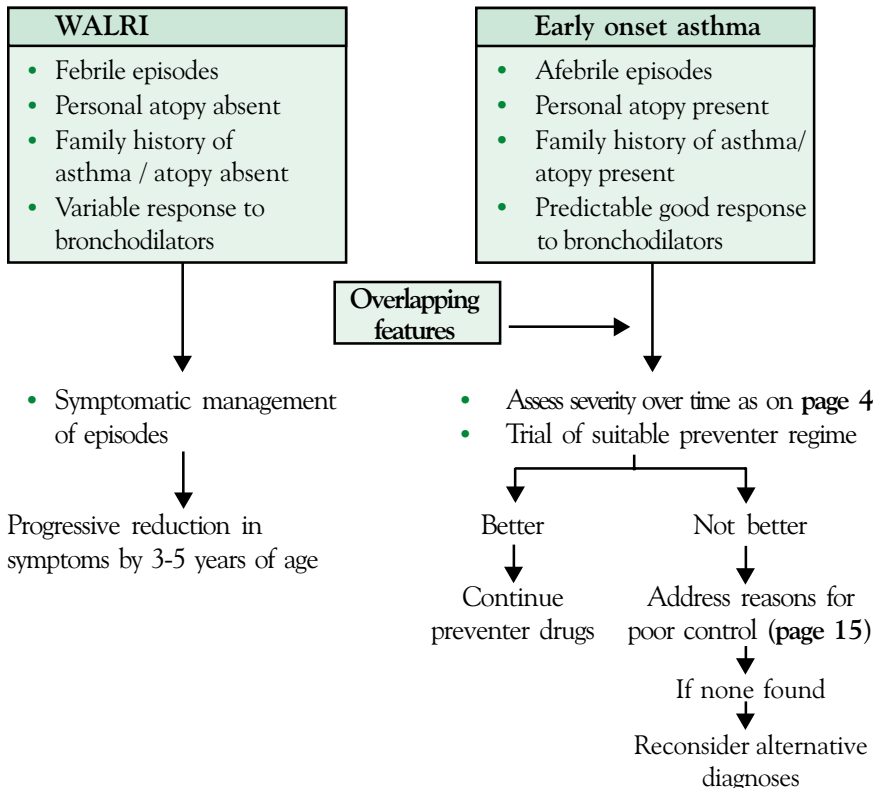 WALRI
• Febrile episodes
• Personal atopy absent
• Family history of
asthma / atopy absent
• Variable response to
bronchodilators
Early onset asthma
• Afebrile episodes
• Personal atopy present
• Family history of asthma/
atopy present
• Predictable good response
to bronchodilators
Overlapping
features
• Symptomatic management
of episodes
Progressive reduction in
symptoms by 3-5 years of age
• Assess severity over time as on page 4
• Trial of suitable preventer regime
Better
Continue
preventer drugs
Not better
Address reasons for
poor control (page 15)
If none found
Reconsider alternative
diagnoses